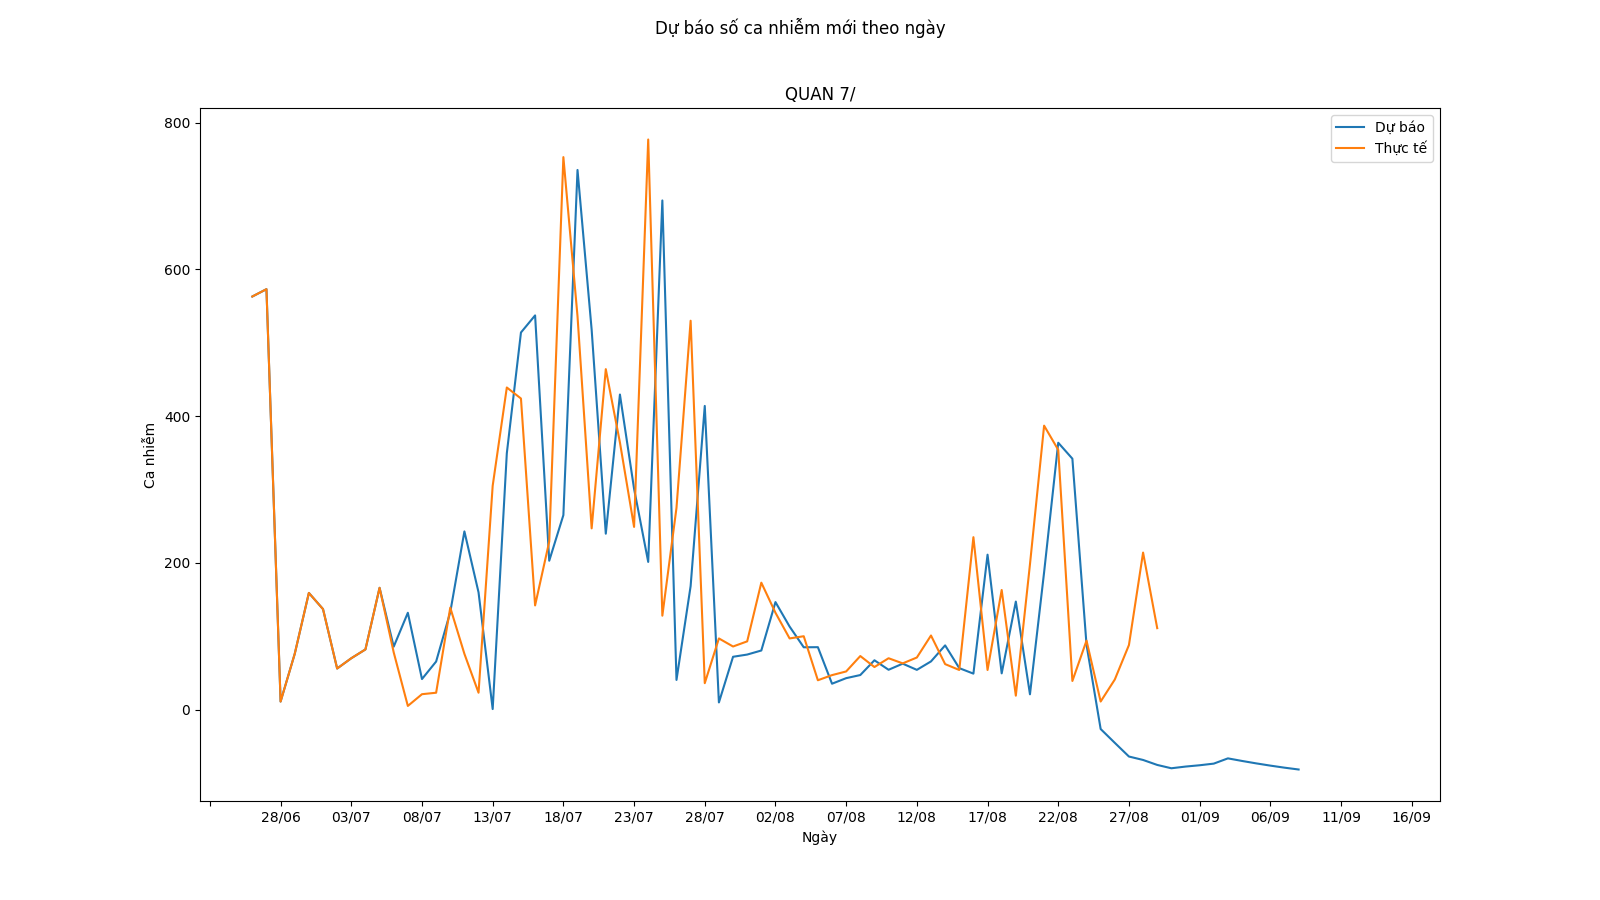 Dự báo số ca nhiễm mới theo ngày
QUAN 7/
Dự báo
Thực tế
800
600
400
200
0
Ca nhiễm
28/06 03/07 08/07 13/07 18/07 23/07 28/07 02/08 07/08 12/08 17/08 22/08 27/08 01/09 06/09 11/09 16/09
Ngày